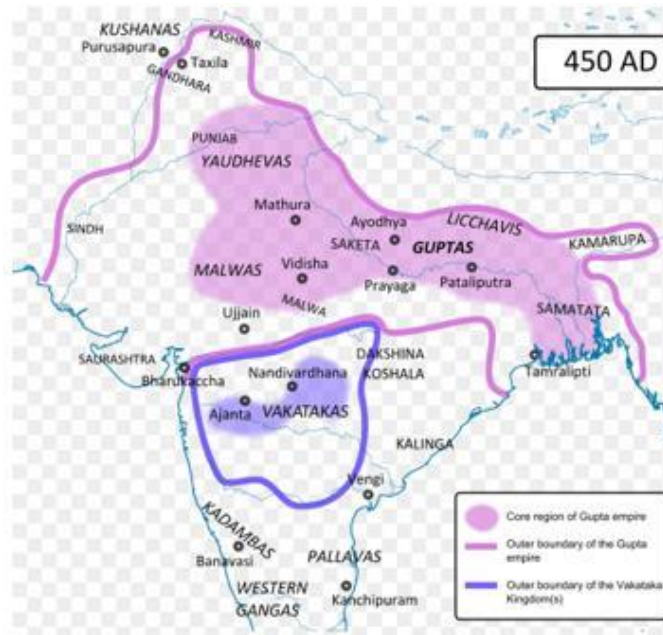 KUSHANAS
Purusapura
KASHMIR
Taxila
GANDHARA
450 AD
PUNJAB
YAUDHEVAS
Mathura
Ayodhya
LICCHAVIS
SINDH
SAKETA
GUPTAS
KAMARUPA
MALWAS
Vidisha
Prayaga
Pataliputra
MALWA
SAMATATA
Ujjain
SAURASHTRA
DAKSHINA
KOSHALA
Bharukaccha
Nandivardhana
Tamralipti
Ajanta
VAKATAKAS
KALINGA
Vengi
KADAMBAS
Banavasi
PALLAVAS
WESTERN
GANGAS
Kanchipuram
Core region of Gupta empire
Outer boundary of the Gupta
empire
Outer boundary of the Vakataka
Kingdom(s)